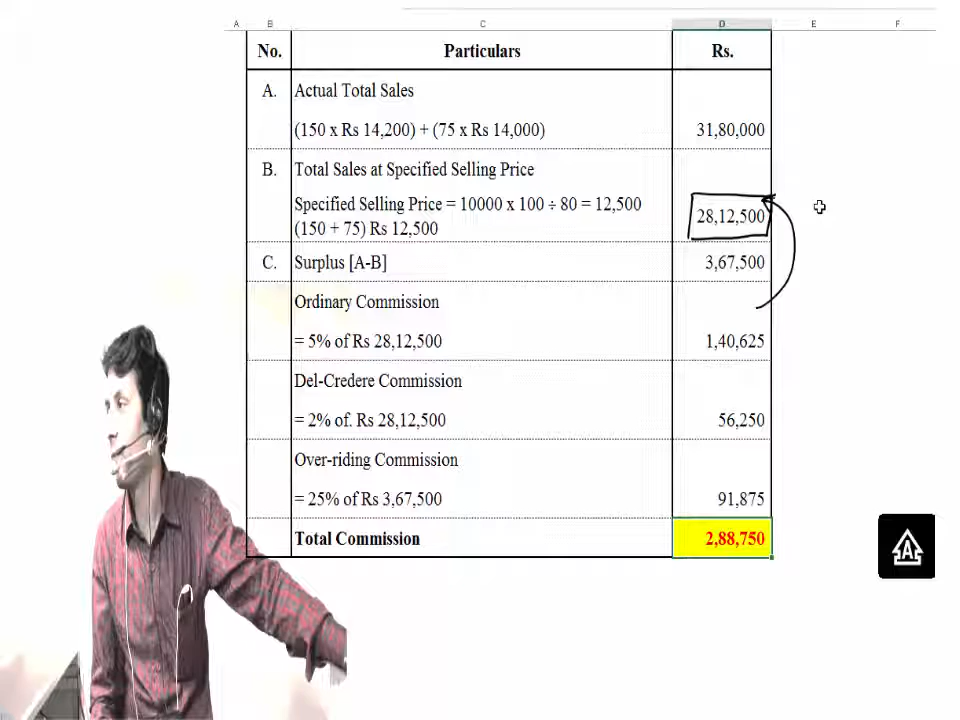 A B C D E F
No. Particulars Rs.
A. Actual Total Sales
(150 x Rs 14,200) + (75 x Rs 14,000) 31,80,000
B. Total Sales at Specified Selling Price
Specified Selling Price = 10000 x 100 ÷ 80 = 12,500
28,12,500
(150 + 75) Rs 12,500
C. Surplus [A-B] 3,67,500
Ordinary Commission
= 5% of Rs 28,12,500 1,40,625
Del-Credere Commission
= 2% of. Rs 28,12,500 56,250
Over-riding Commission
= 25% of Rs 3,67,500 91,875
Total Commission 2,88,750
A